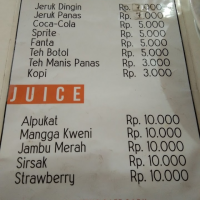 Jeruk Dingin Rp. 3.000
Jeruk Panas Rp. 3.000
Coca-Cola Rp. 5.000
Sprite Rp. 5.000
Fanta Rp. 5.000
Teh Botol Rp. 5.000
Teh Manis Panas Rp. 3.000
Kopi Rp. 3.000
JUICE
Alpukat Rp. 10.000
Mangga Kweni Rp. 10.000
Jambu Merah Rp. 10.000
Sirsak Rp. 10.000
Strawberry Rp. 10.000